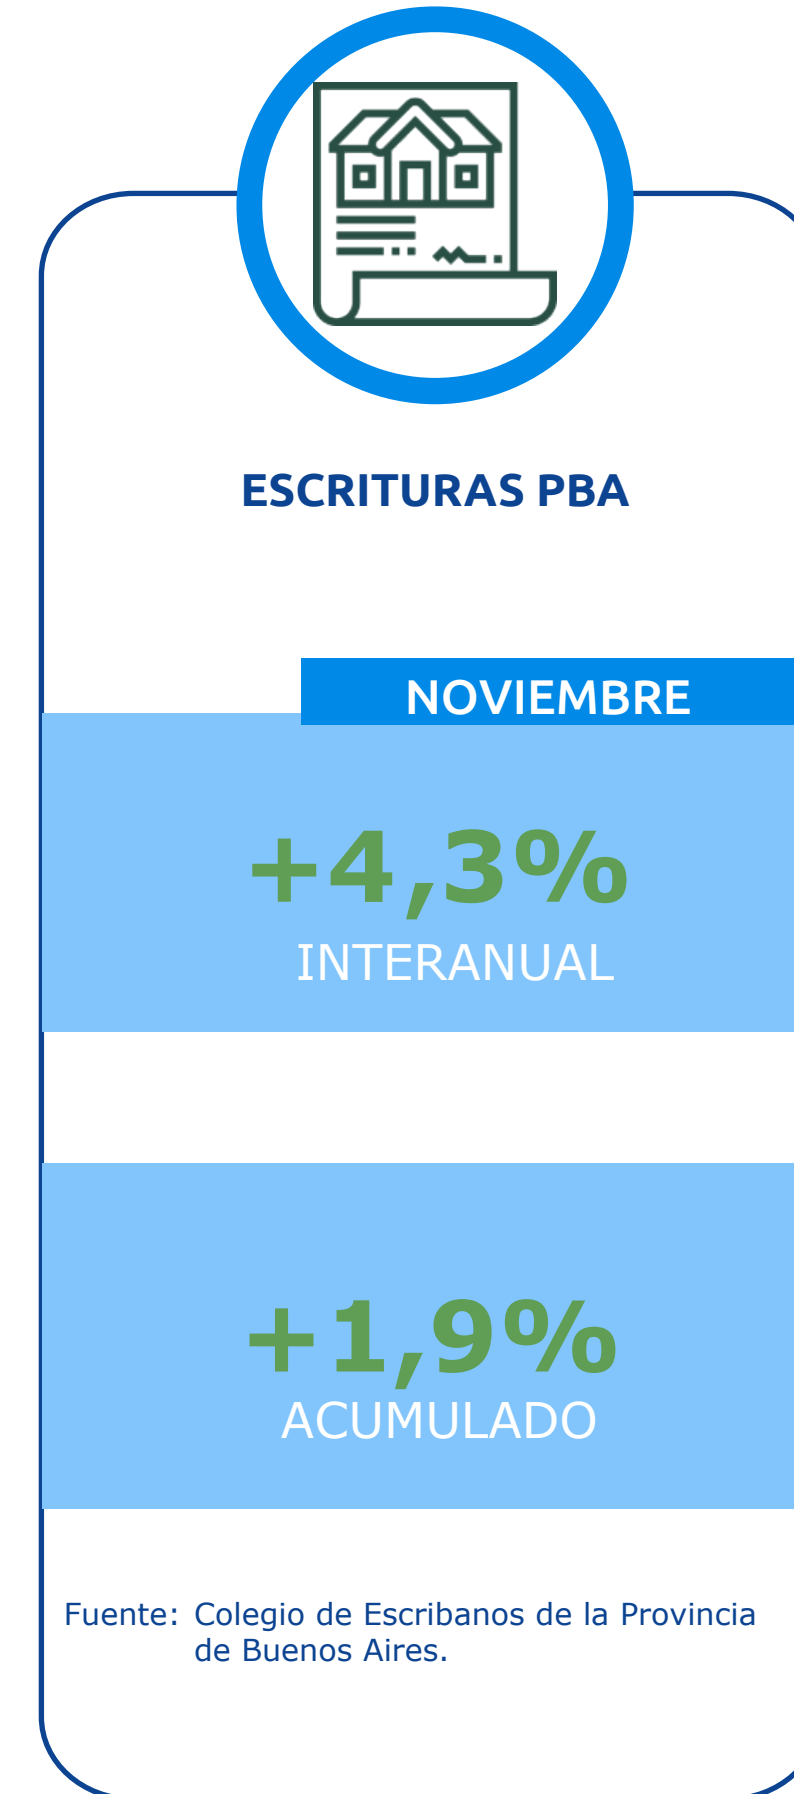 ESCRITURAS PBA
NOVIEMBRE
+4,3%
INTERANUAL
+1,9%
ACUMULADO
Fuente: Colegio de Escribanos de la Provincia
de Buenos Aires.